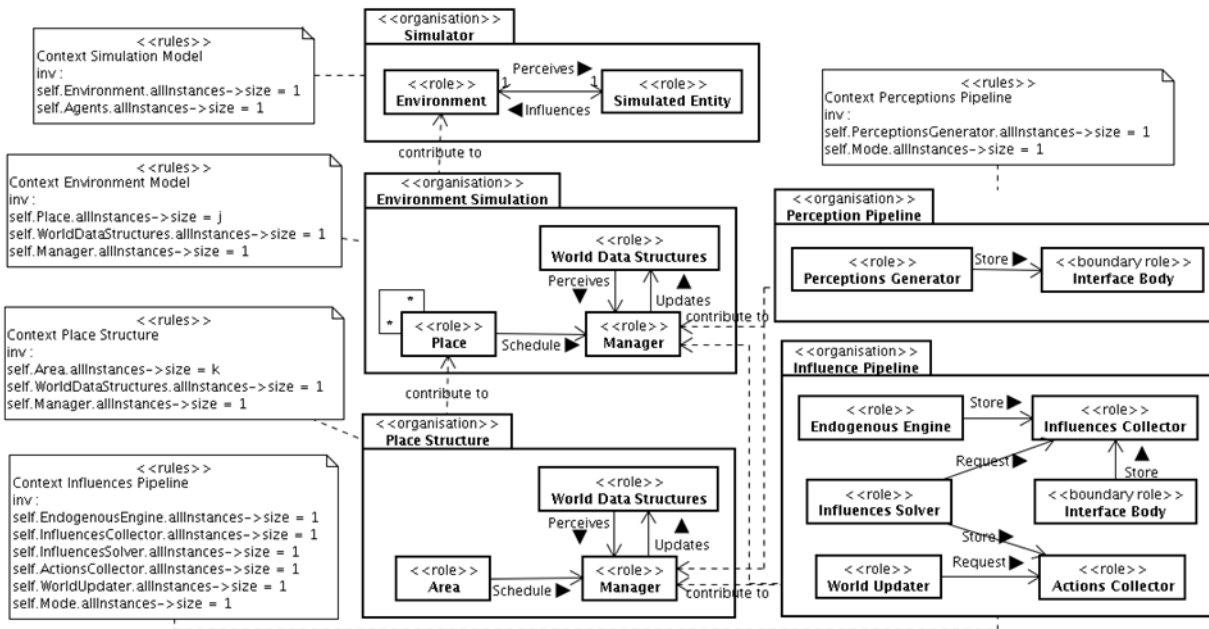 <<rules>>
Context Simulation Model
inv :
self.Environment.allInstances->size = 1
self.Agents.allInstances->size = 1
<<organisation>>
Simulator
<<role>>
Environment
Perceives ▶
1
1
◀ Influences
<<role>>
Simulated Entity
contribute to
<<rules>>
Context Perceptions Pipeline
inv :
self.PerceptionsGenerator.allInstances->size = 1
self.Mode.allInstances->size = 1
<<rules>>
Context Environment Model
inv :
self.Place.allInstances->size = j
self.WorldDataStructures.allInstances->size = 1
self.Manager.allInstances->size = 1
<<organisation>>
Environment Simulation
<<role>>
World Data Structures
Perceives
▼
▲
Updates
*
*
<<role>>
Place
Schedule ▶
<<role>>
Manager
contribute to
contribute to
<<organisation>>
Perception Pipeline
<<role>>
Perceptions Generator
Store ▶
<<boundary role>>
Interface Body
<<rules>>
Context Place Structure
inv :
self.Area.allInstances->size = k
self.WorldDataStructures.allInstances->size = 1
self.Manager.allInstances->size = 1
<<organisation>>
Place Structure
<<role>>
World Data Structures
Perceives
▼
▲
Updates
<<role>>
Area
Schedule ▶
<<role>>
Manager
contribute to
<<organisation>>
Influence Pipeline
<<role>>
Endogenous Engine
Store ▶
<<role>>
Influences Collector
Request ▶
▲
Store
<<role>>
Influences Solver
<<boundary role>>
Interface Body
Store ▶
<<role>>
World Updater
Request ▶
<<role>>
Actions Collector
<<rules>>
Context Influences Pipeline
inv :
self.EndogenousEngine.allInstances->size = 1
self.InfluencesCollector.allInstances->size = 1
self.InfluencesSolver.allInstances->size = 1
self.ActionsCollector.allInstances->size = 1
self.WorldUpdater.allInstances->size = 1
self.Mode.allInstances->size = 1